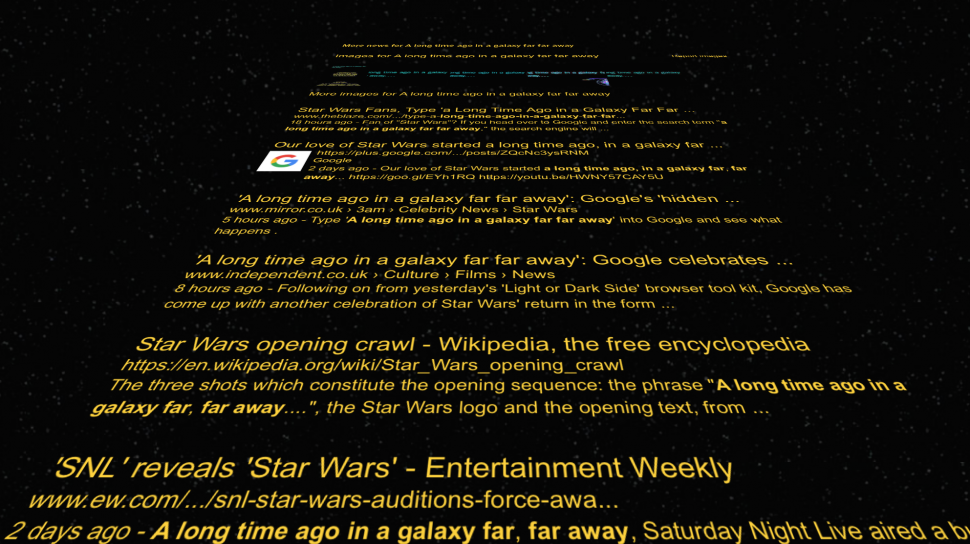 More news for A long time ago in a galaxy far far away
Images for A long time ago in a galaxy far far away
More images for A long time ago in a galaxy far far away
Star Wars Fans, Type 'a Long Time Ago in a Galaxy Far Far ...
www.theblaze.com/.../type-a-long-time-ago-in-a-galaxy-far-far...
18 hours ago - Fan of "Star Wars"? If you head over to Google and enter the search term "a
long time ago in a galaxy far far away," the search engine will ...
Our love of Star Wars started a long time ago, in a galaxy far ...
https://plus.google.com/.../posts/ZQcNc3ysRNM
Google
2 days ago - Our love of Star Wars started a long time ago, in a galaxy far, far
away... https://goo.gl/EYh1RQ https://youtu.be/HWNY57CAY5U
'A long time ago in a galaxy far far away': Google's 'hidden ...
www.mirror.co.uk › 3am › Celebrity News › Star Wars
5 hours ago - Type 'A long time ago in a galaxy far far away' into Google and see what
happens .
'A long time ago in a galaxy far far away': Google celebrates ...
www.independent.co.uk › Culture › Films › News
8 hours ago - Following on from yesterday's 'Light or Dark Side' browser tool kit, Google has
come up with another celebration of Star Wars' return in the form ...
Star Wars opening crawl - Wikipedia, the free encyclopedia
https://en.wikipedia.org/wiki/Star_Wars_opening_crawl
The three shots which constitute the opening sequence: the phrase "A long time ago in a
galaxy far, far away....", the Star Wars logo and the opening text, from ...
'SNL' reveals 'Star Wars' - Entertainment Weekly
www.ew.com/.../snl-star-wars-auditions-force-awa...
2 days ago - A long time ago in a galaxy far, far away, Saturday Night Live aired a